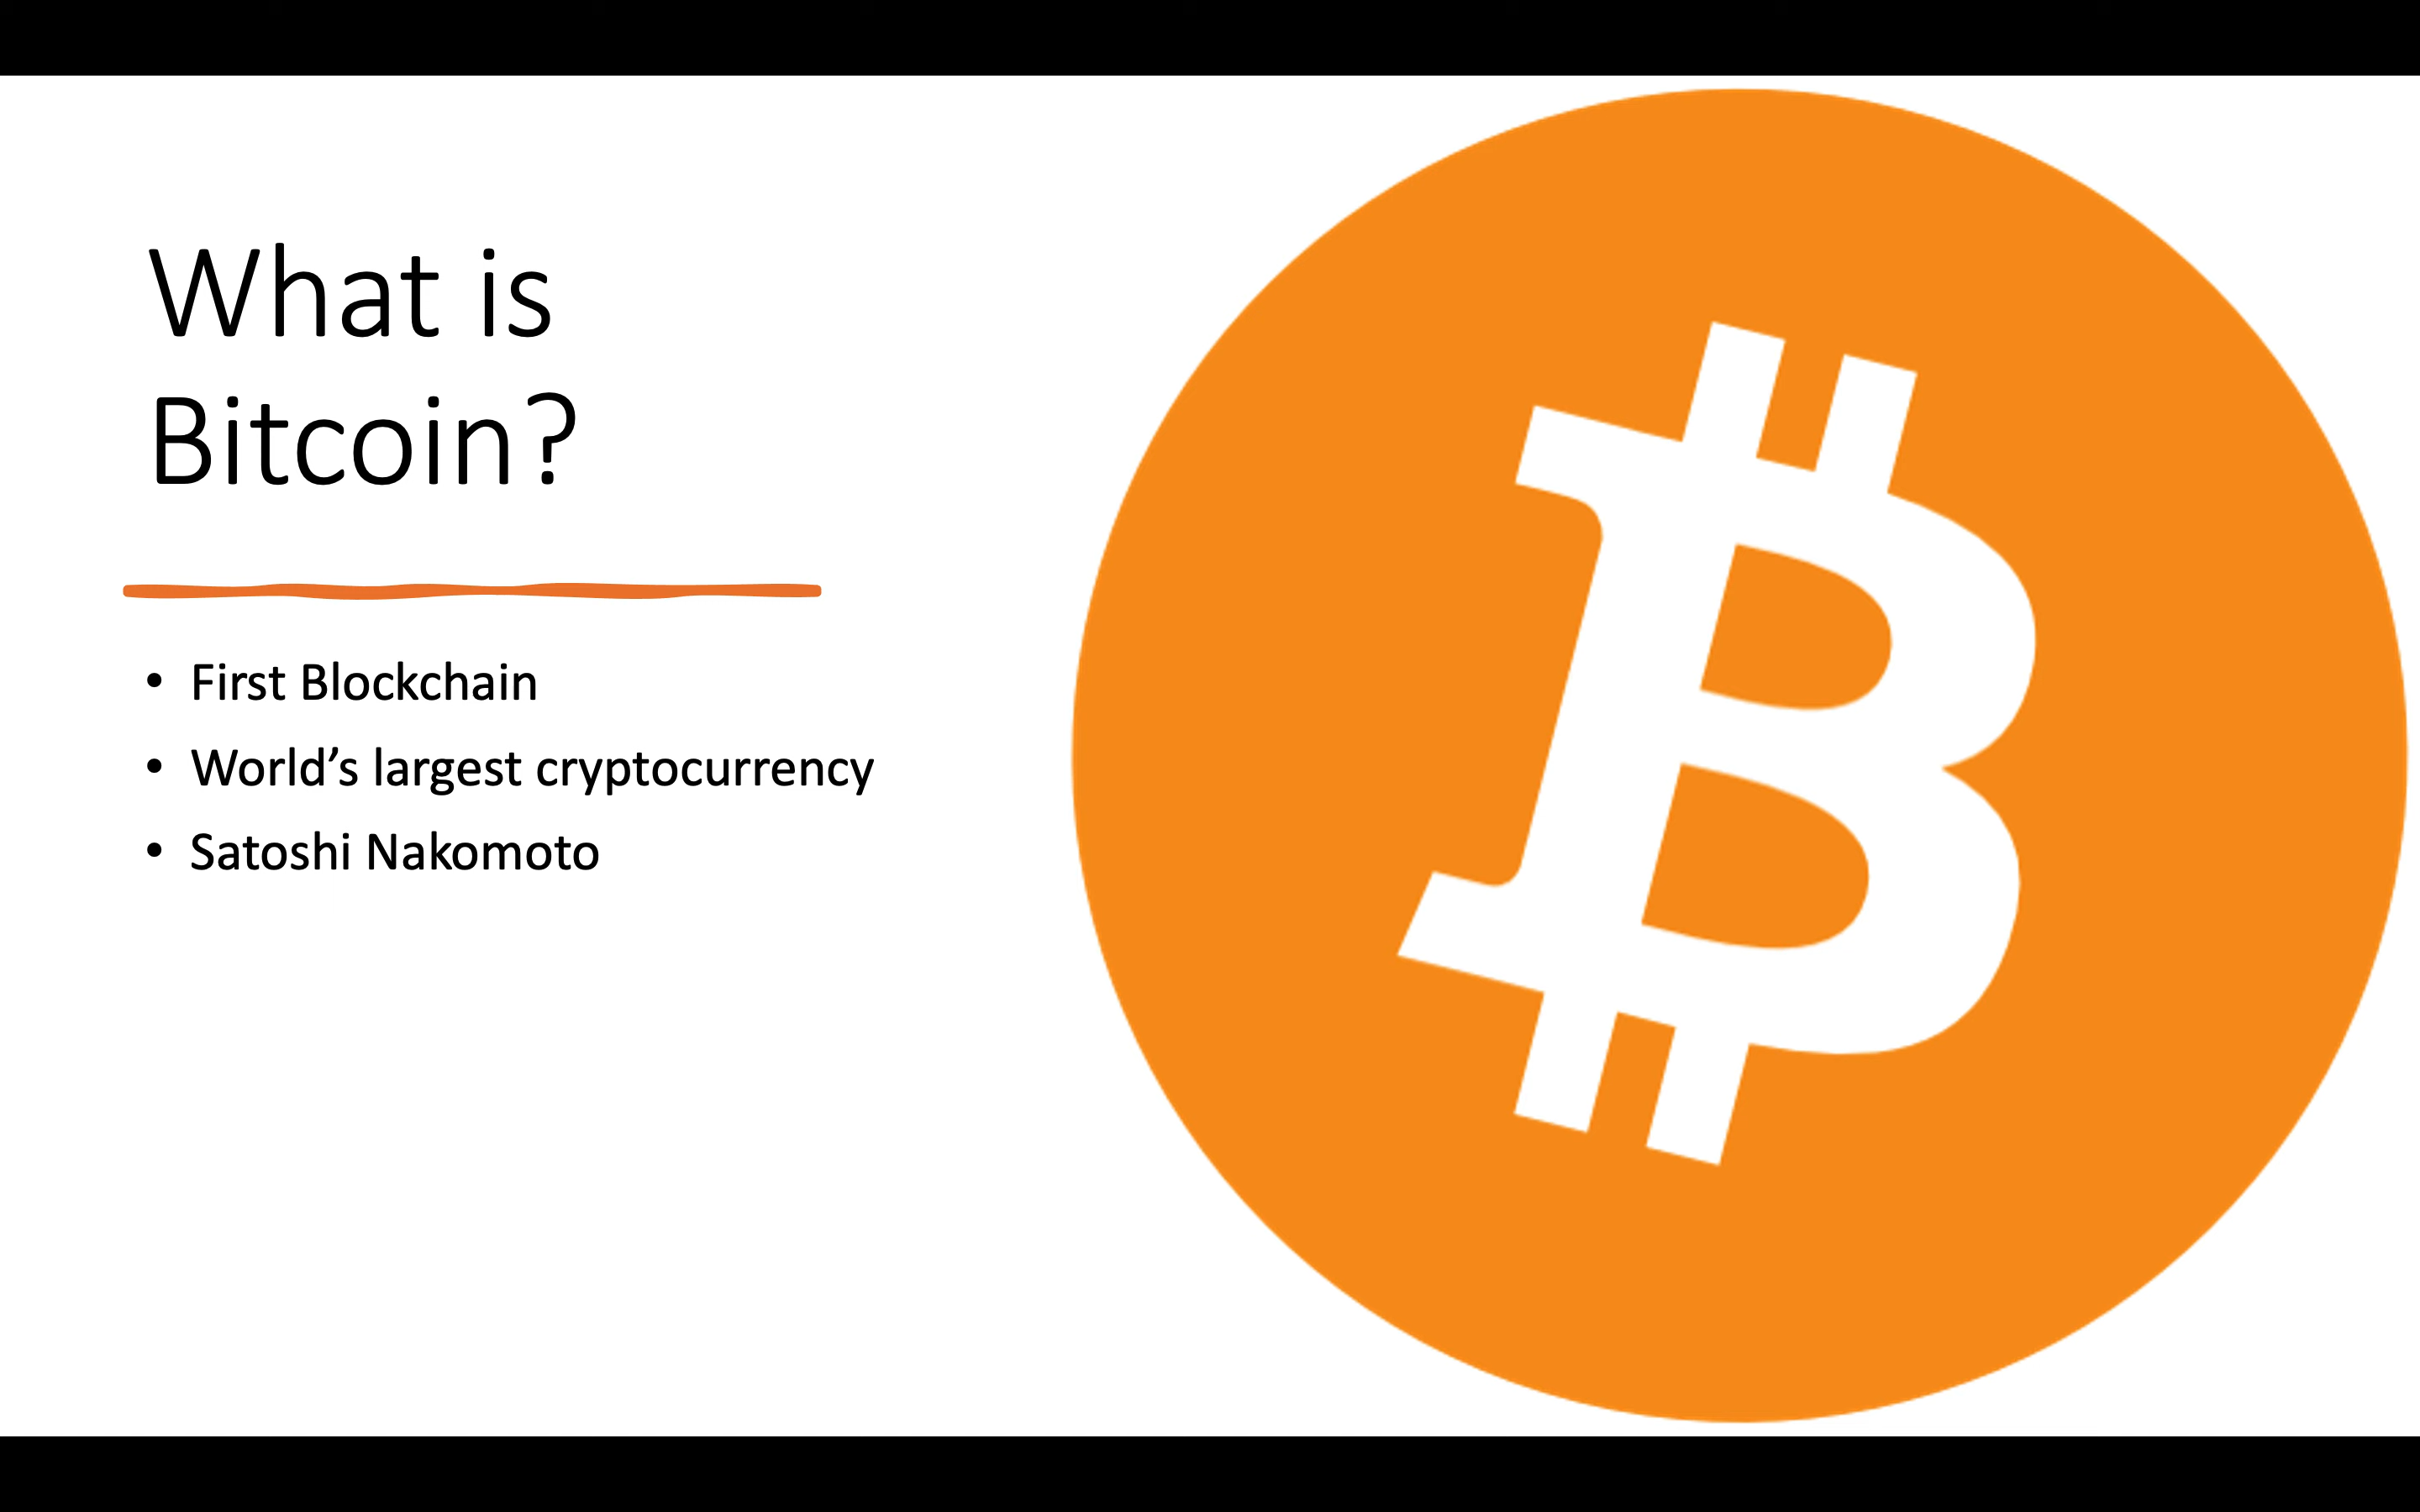 What is
Bitcoin?
• First Blockchain
• World’s largest cryptocurrency
• Satoshi Nakomoto